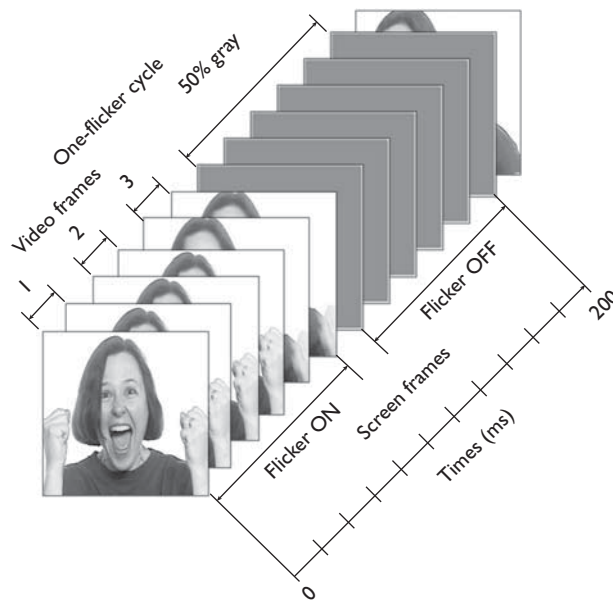 One-flicker cycle
50% gray
Video frames
1
2
3
Flicker ON
Flicker OFF
Screen frames
Times (ms)
0
200